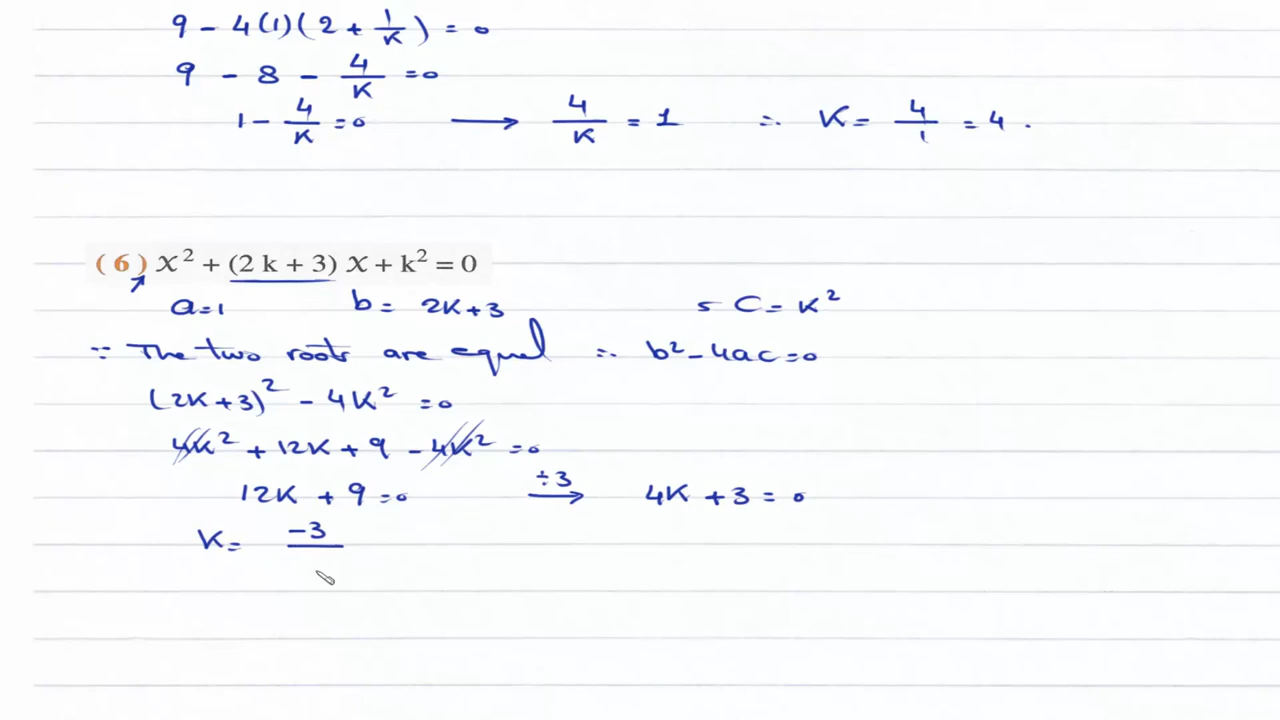 9 - 4(1)(2 + 1/K) = 0
9 - 8 - 4/K = 0
1 - 4/K = 0 ⟶ 4/K = 1 ∴ K = 4/1 = 4 .
(6) X² + (2 k + 3) X + k² = 0
a = 1 b = 2K+3 , C = K²
∵ The two roots are equal ∴ b² - 4ac = 0
(2K+3)² - 4K² = 0
4K² + 12K + 9 - 4K² = 0
12K + 9 = 0 ÷3 ⟶ 4K + 3 = 0
K = -3